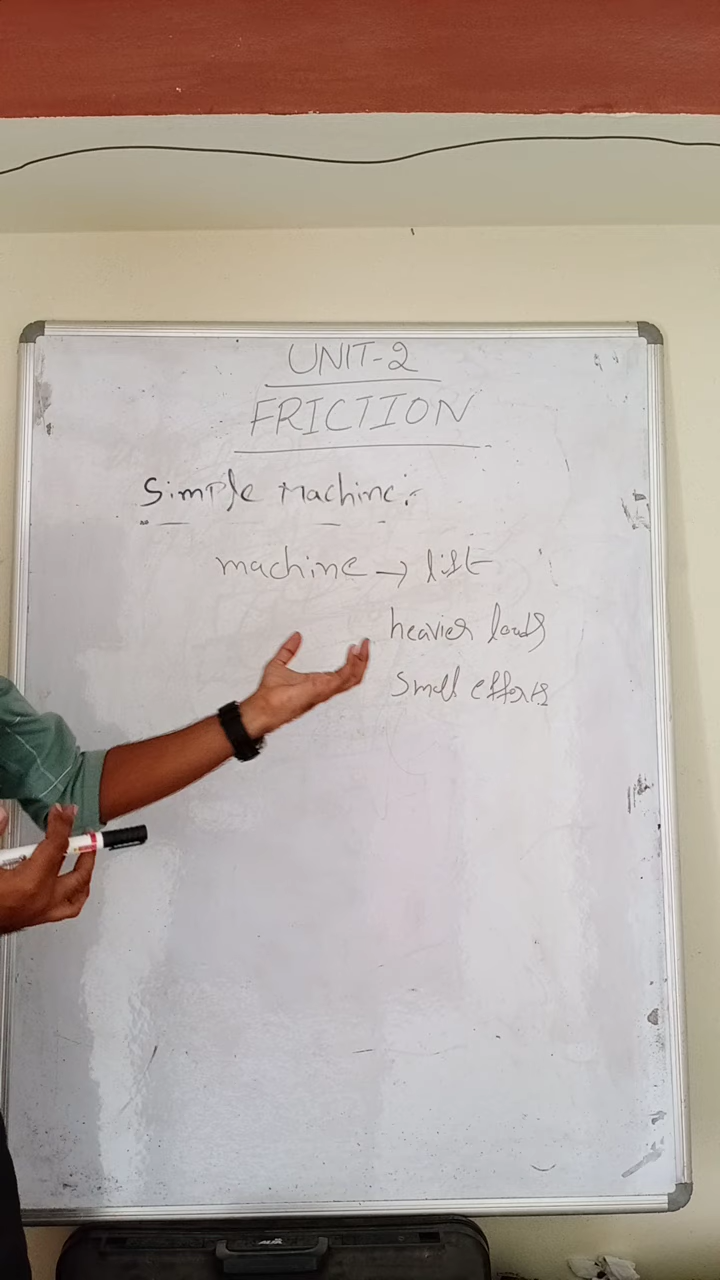 UNIT-2
FRICTION
Simple Machine:-
machine → lift
heavier loads
Small efforts